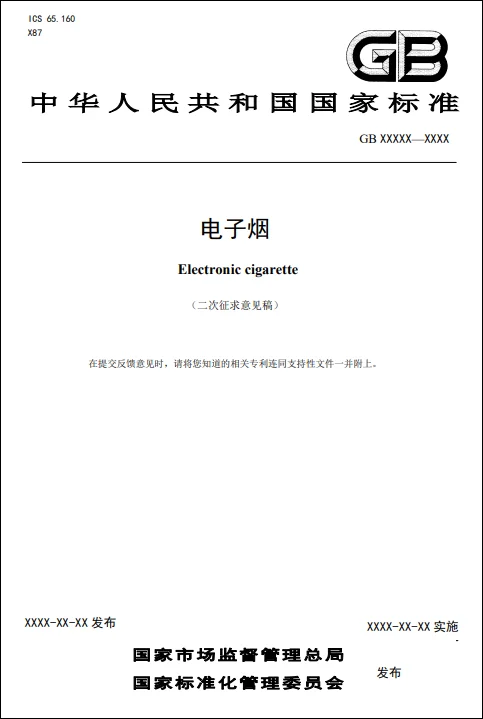 ICS 65.160
X87
GB
中华人民共和国国家标准
GB XXXXX—XXXX
电子烟
Electronic cigarette
（二次征求意见稿）
在提交反馈意见时，请将您知道的相关专利连同支持性文件一并附上。
XXXX-XX-XX 发布
XXXX-XX-XX 实施
国家市场监督管理总局
国家标准化管理委员会
发布